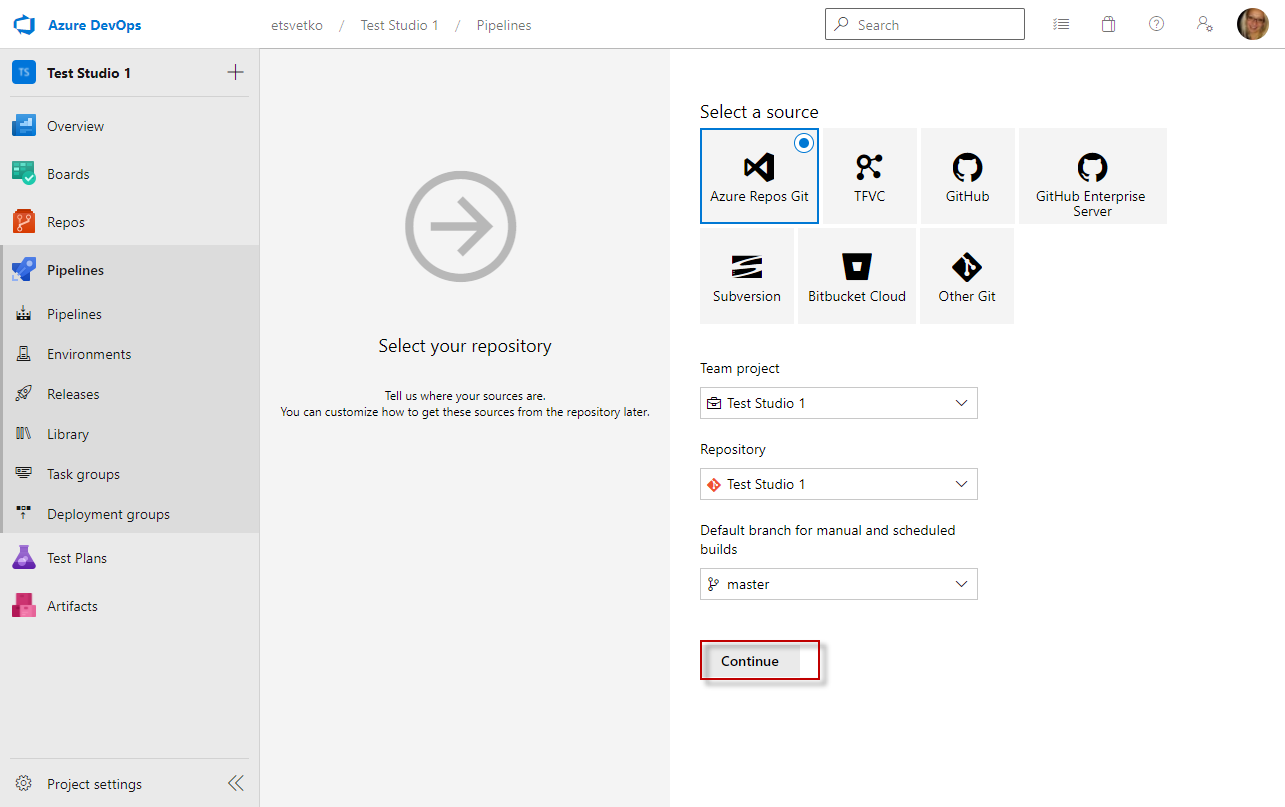 Azure DevOps
etsvetko / Test Studio 1 / Pipelines
Search
TS
Test Studio 1
Overview
Boards
Repos
Pipelines
Pipelines
Environments
Releases
Library
Task groups
Deployment groups
Test Plans
Artifacts
Project settings
Select your repository
Tell us where your sources are.
You can customize how to get these sources from the repository later.
Select a source
Azure Repos Git
TFVC
GitHub
GitHub Enterprise
Server
Subversion
Bitbucket Cloud
Other Git
Team project
Test Studio 1
Repository
Test Studio 1
Default branch for manual and scheduled
builds
master
Continue